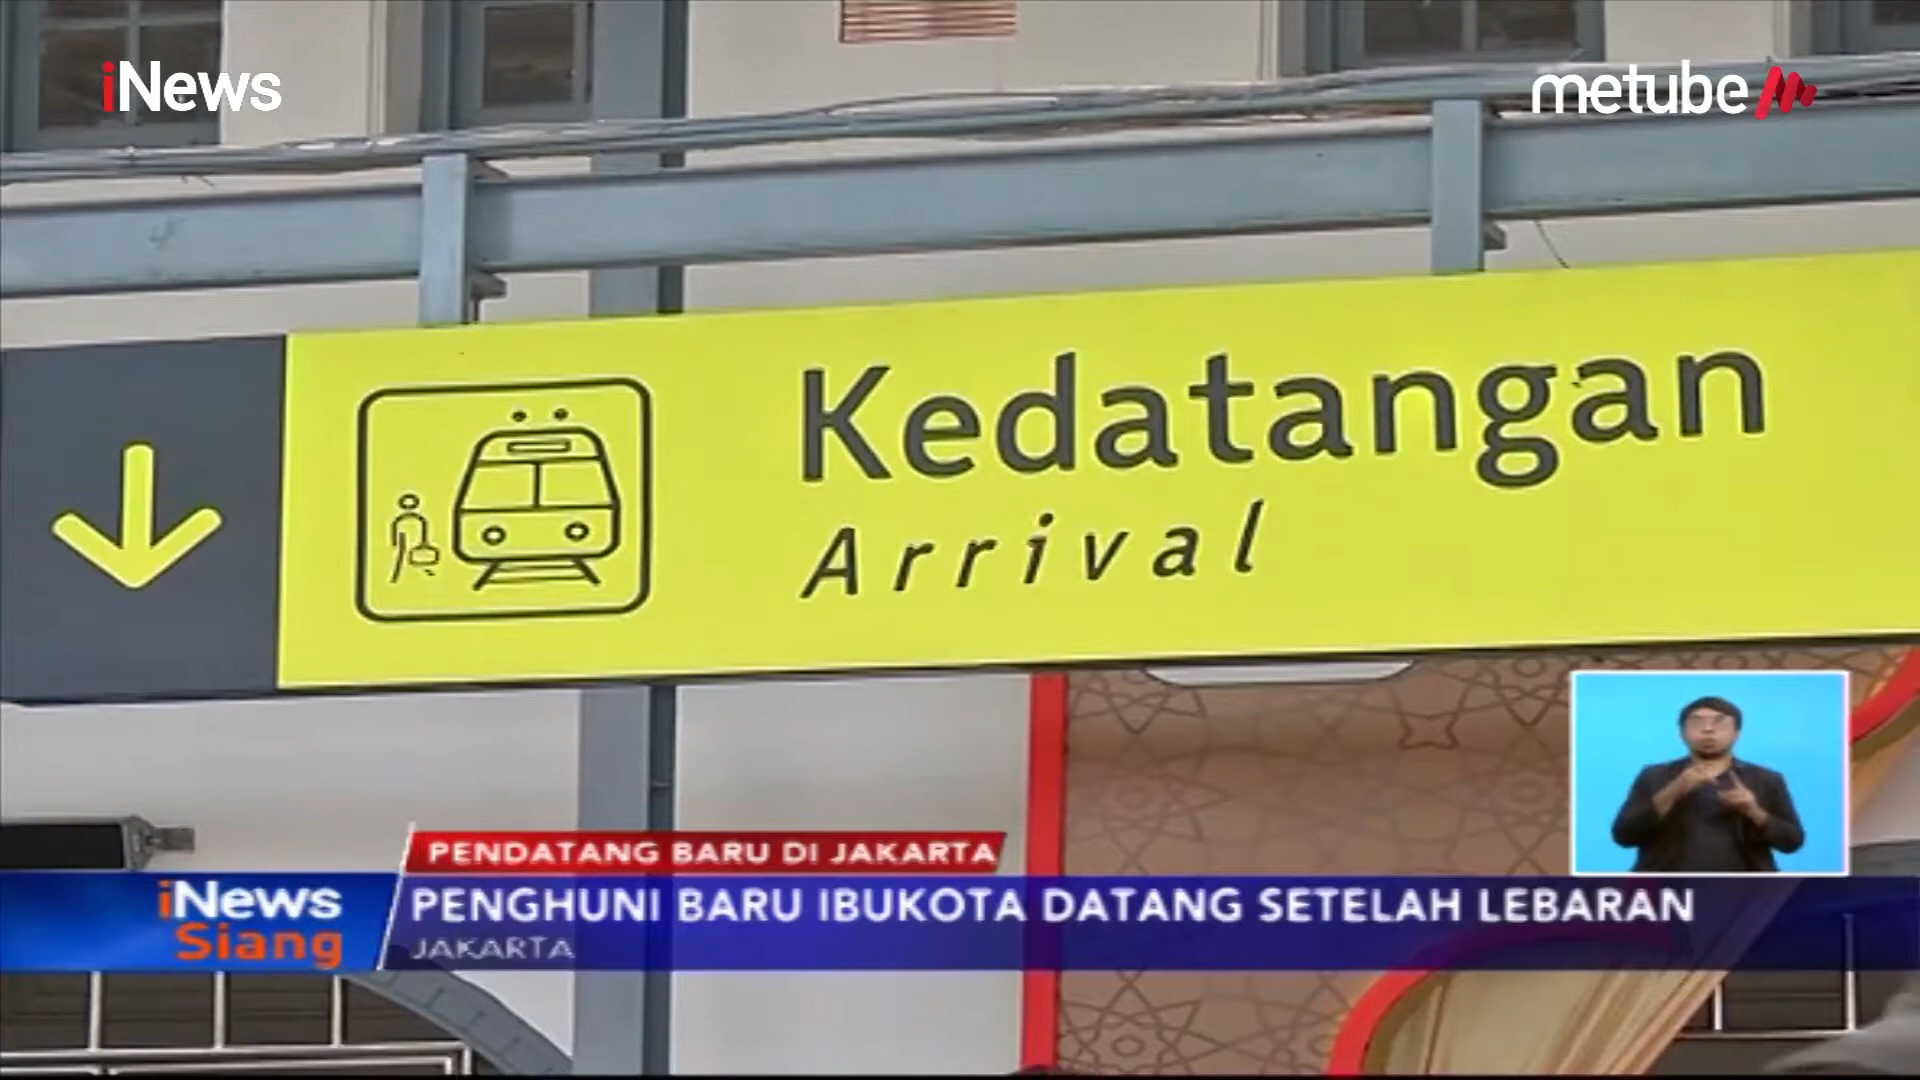 iNews
metube
Kedatangan
Arrival
PENDATANG BARU DI JAKARTA
iNews
Siang
PENGHUNI BARU IBUKOTA DATANG SETELAH LEBARAN
JAKARTA